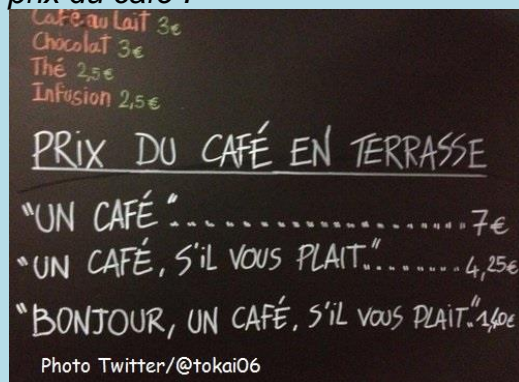 prix du café :
Café au Lait 3€
Chocolat 3€
Thé 2,5€
Infusion 2,5€
PRIX DU CAFÉ EN TERRASSE
"UN CAFÉ"..................7€
"UN CAFÉ, S'iL VOUS PLAIT."........4,25€
"BONJOUR, UN CAFÉ, S'iL VOUS PLAIT."1,40€
Photo Twitter/@tokai06